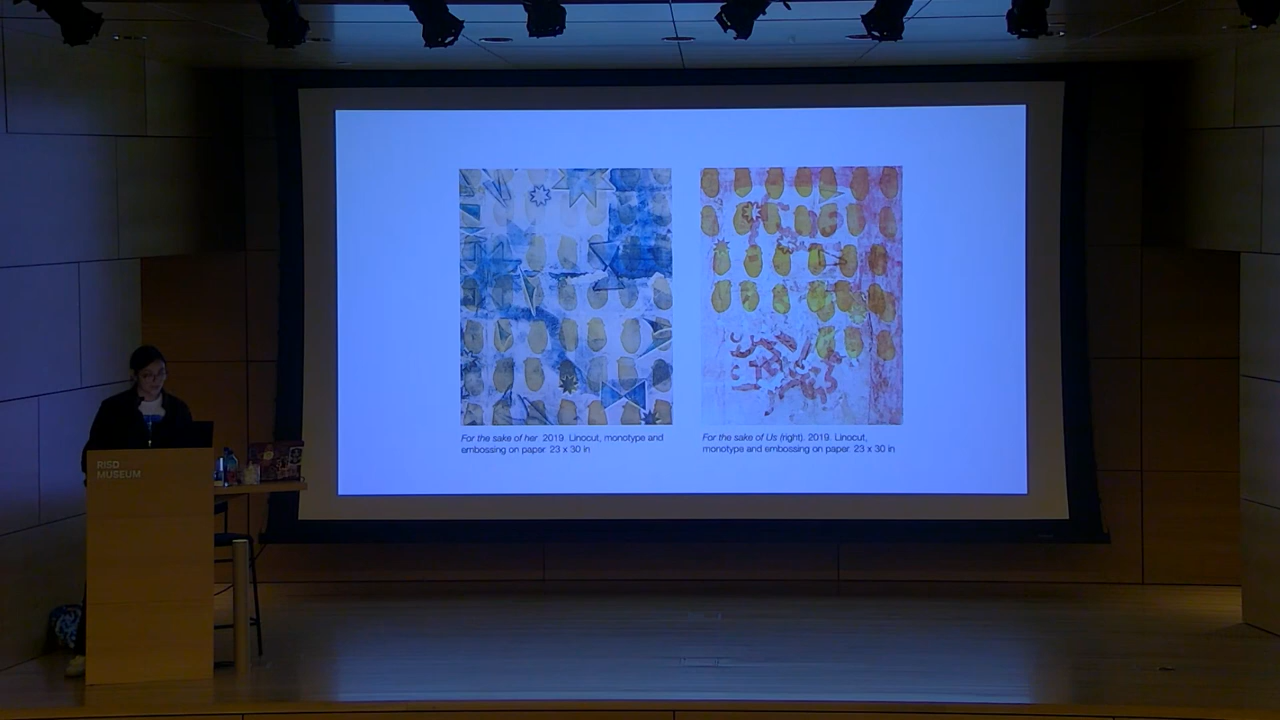 RISD
MUSEUM
For the sake of her 2019. Linocut, monotype and
embossing on paper 23 x 30 in
For the sake of Us (right). 2019. Linocut,
monotype and embossing on paper 23 x 30 in